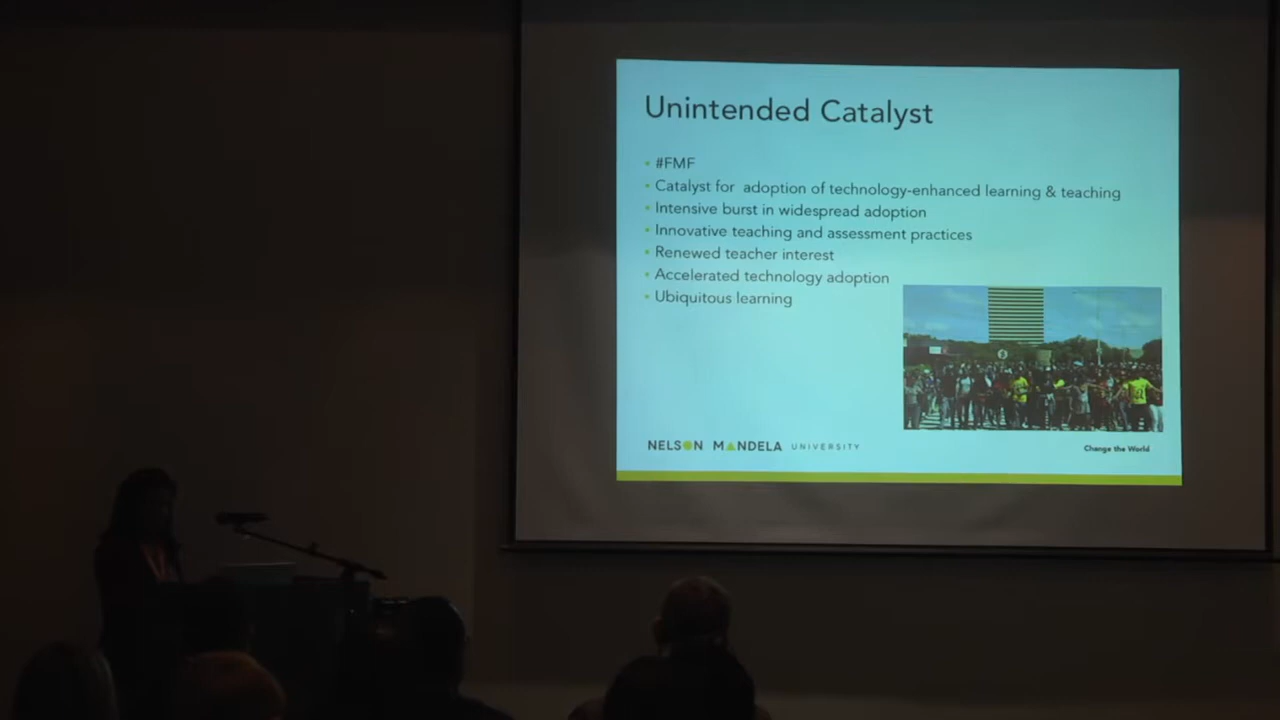 Unintended Catalyst
#FMF
Catalyst for adoption of technology-enhanced learning & teaching
Intensive burst in widespread adoption
Innovative teaching and assessment practices
Renewed teacher interest
Accelerated technology adoption
Ubiquitous learning
NELSON MANDELA UNIVERSITY
Change the World